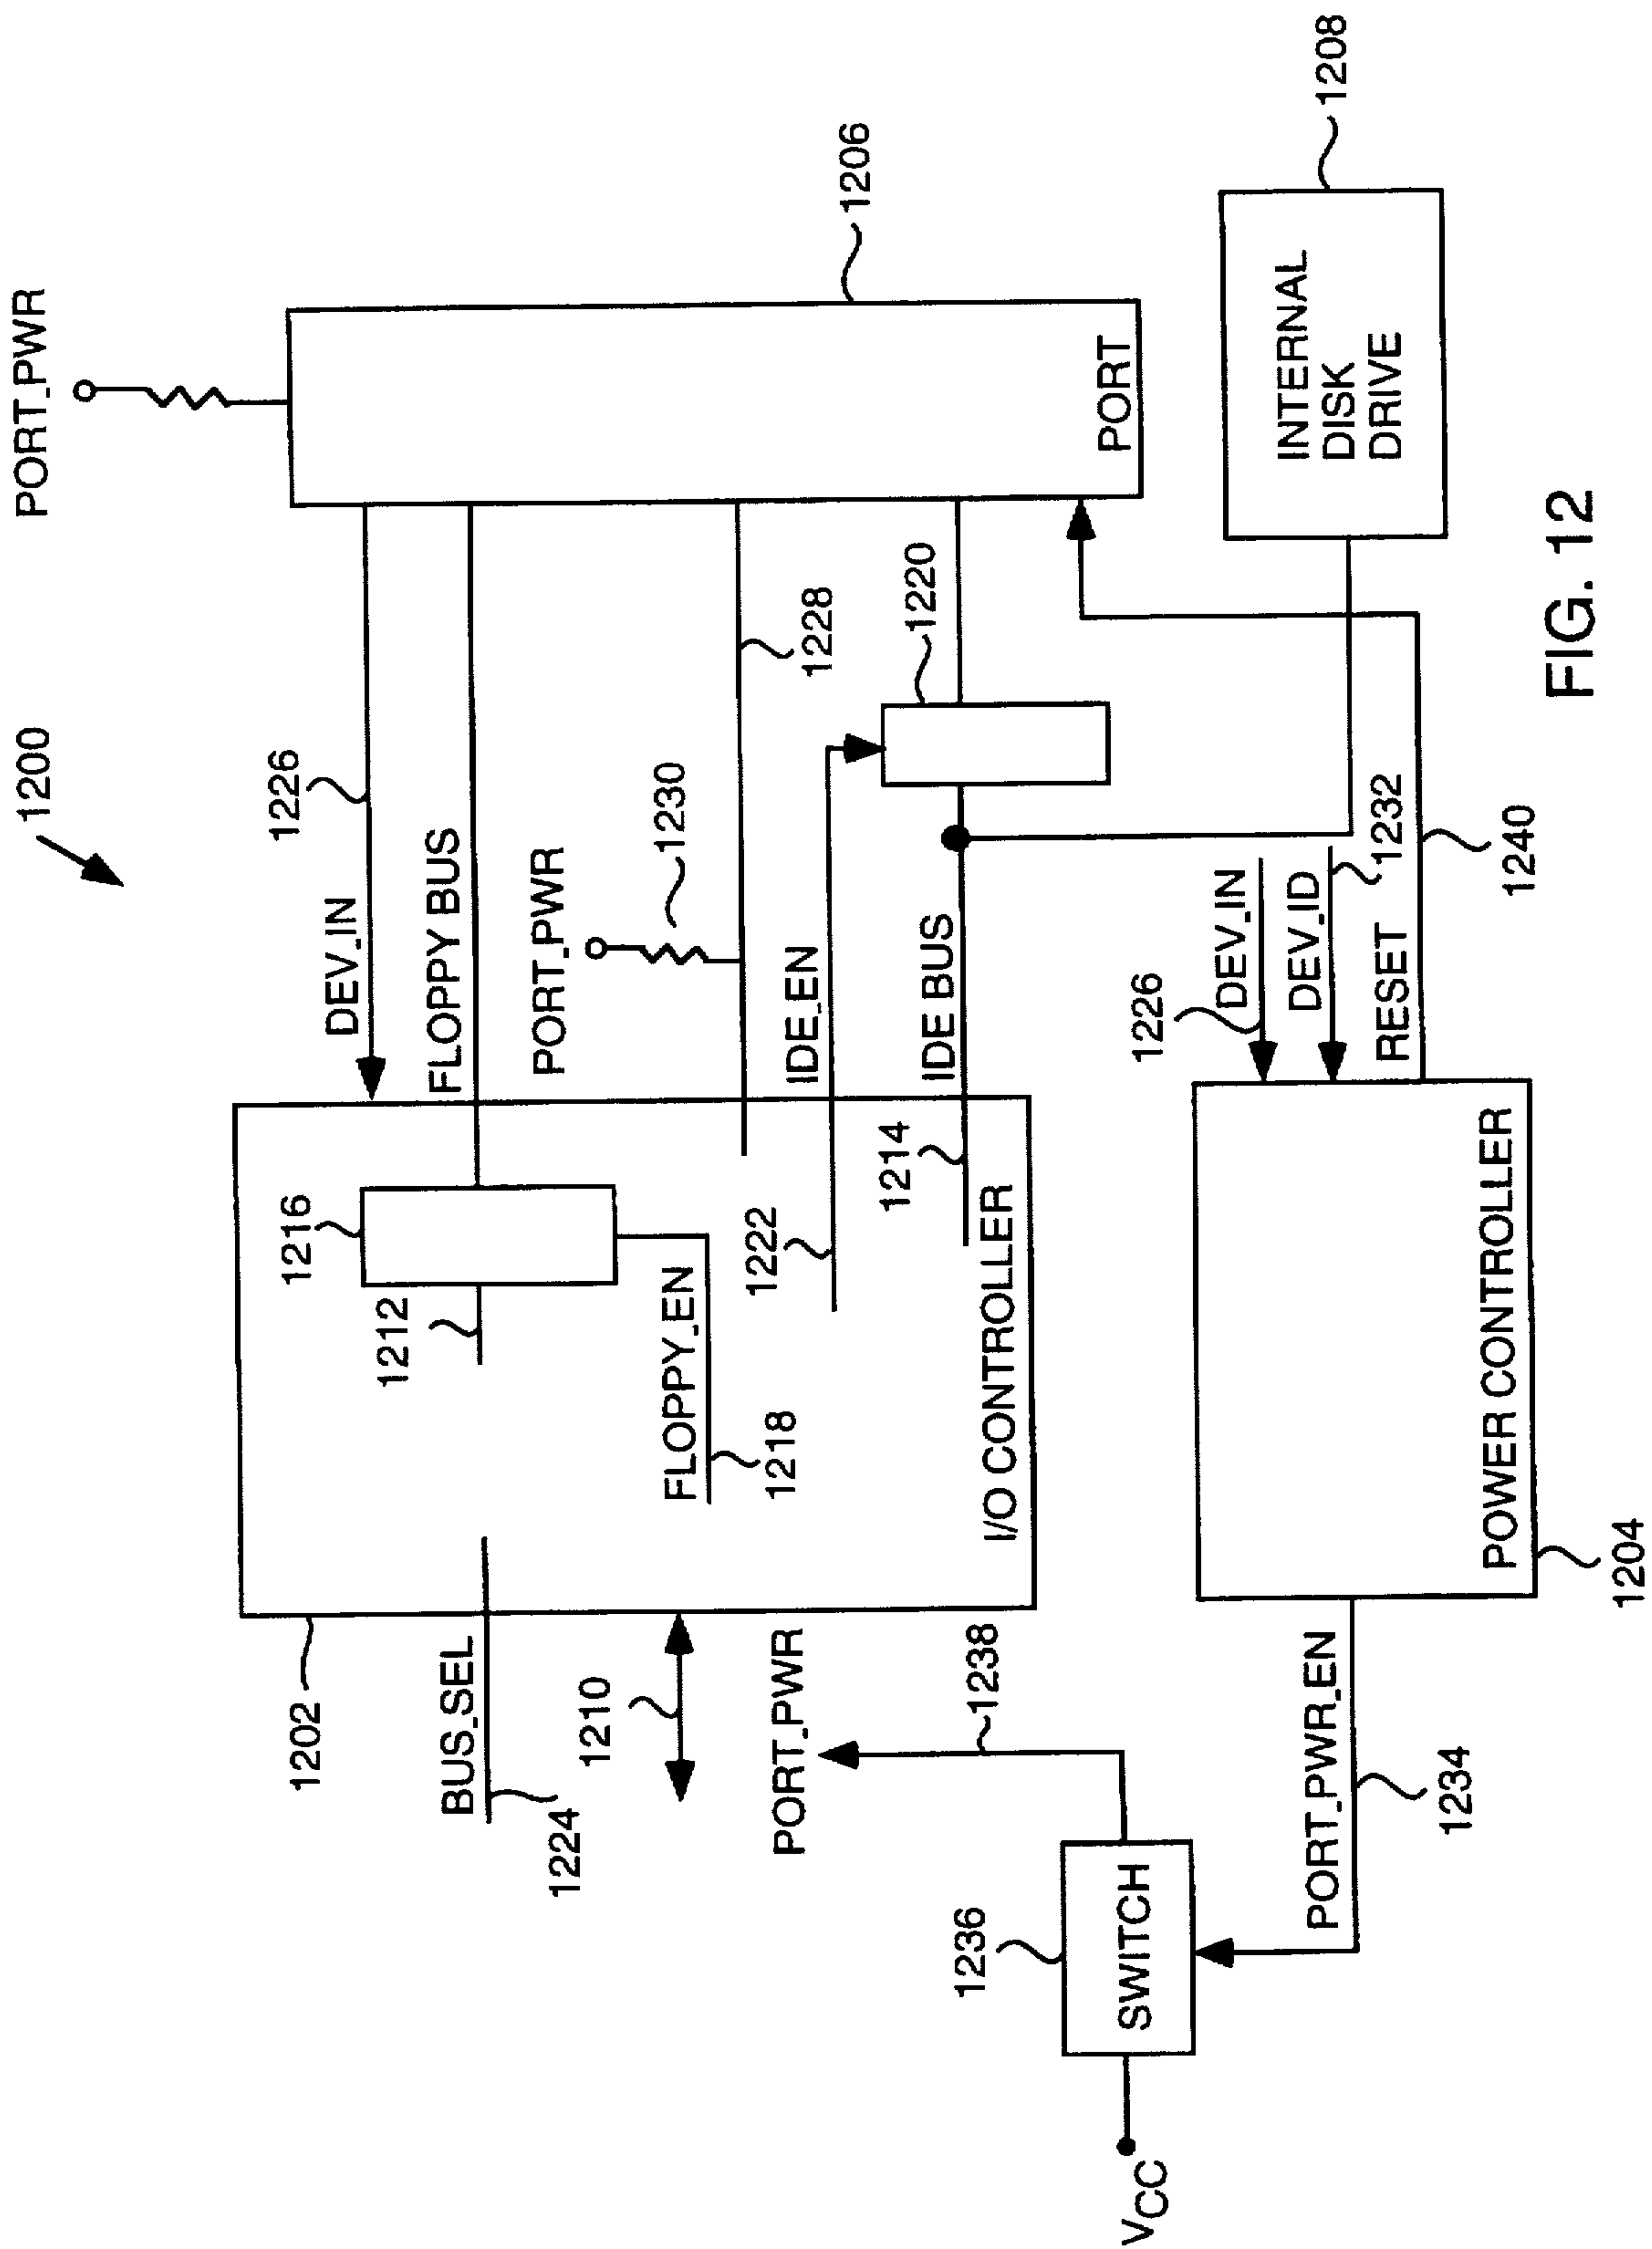 1200
PORT_PWR
1226
DEV_IN
FLOPPY BUS
1206
PORT_PWR
1230
1228
IDE_EN
1220
IDE BUS
PORT
1202
1216
1212
FLOPPY_EN
1218
1222
1214
I/O CONTROLLER
BUS_SEL
1224
1210
PORT_PWR
1238
1236
SWITCH
VCC
PORT_PWR_EN
1234
1226
DEV_IN
DEV_ID
1232
RESET
1240
POWER CONTROLLER
1204
INTERNAL
DISK
DRIVE
1208
FIG. 12